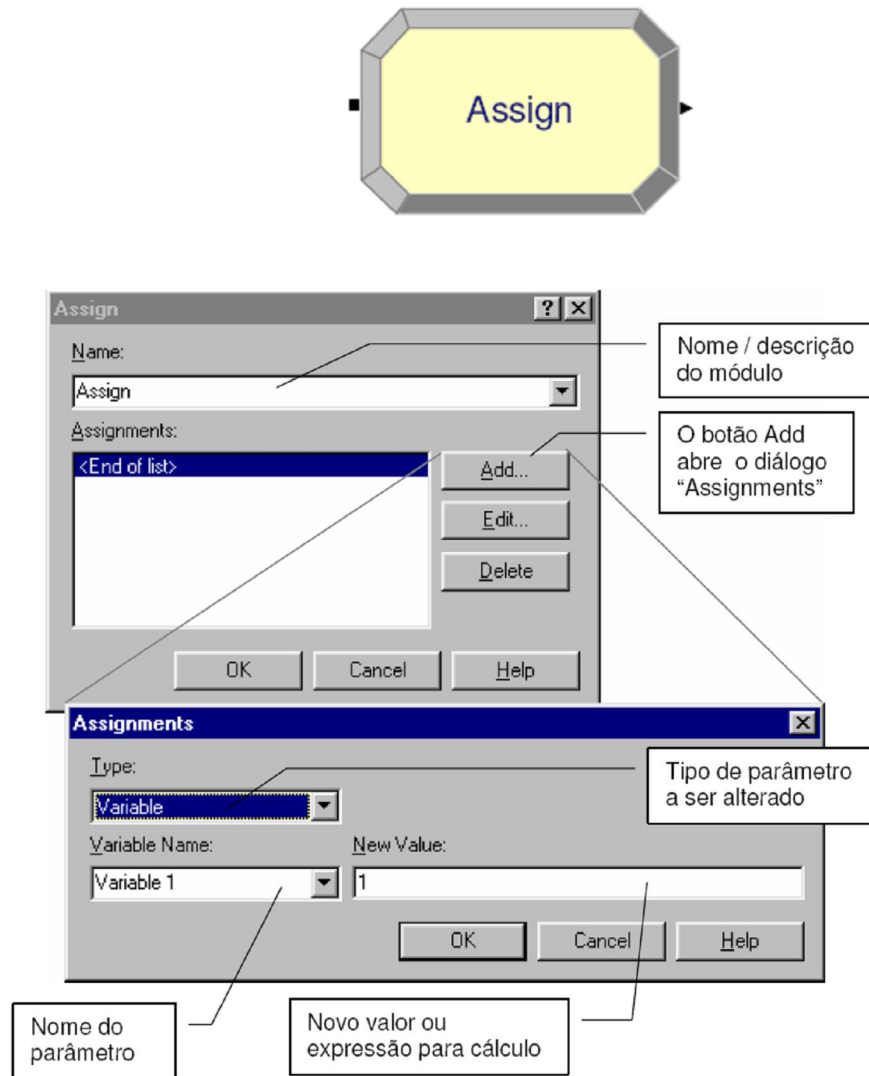 Assign
Assign
Name:
Nome / descrição
do módulo
Assign
Assignments:
O botão Add
abre o diálogo
“Assignments”
<End of list>
Add...
Edit...
Delete
OK
Cancel
Help
Assignments
Type:
Tipo de parâmetro
a ser alterado
Variable
Variable Name:
New Value:
Variable 1
1
OK
Cancel
Help
Nome do
parâmetro
Novo valor ou
expressão para cálculo